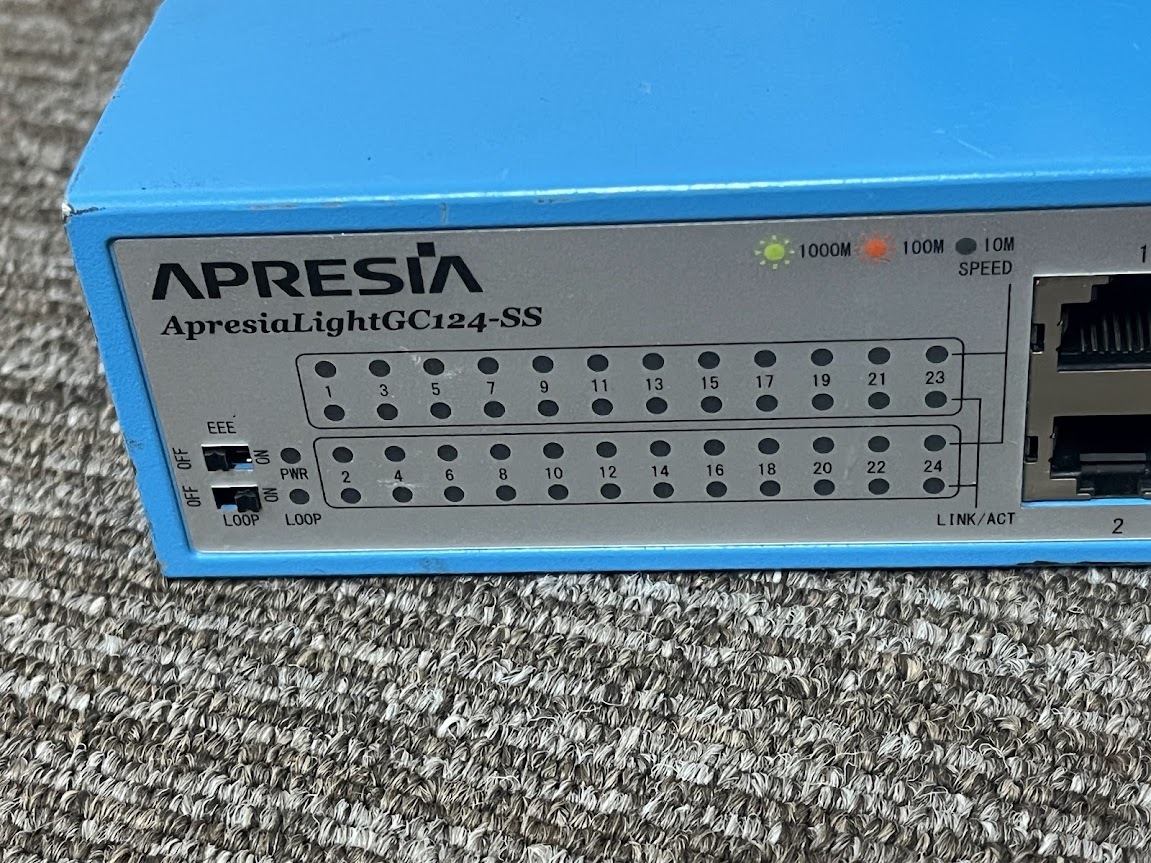 APRESIA
ApresiaLightGC124-SS
1000M 100M 10M
SPEED
1
1 3 5 7 9 11 13 15 17 19 21 23
EEE
OFF ON
PWR
2 4 6 8 10 12 14 16 18 20 22 24
OFF ON
LOOP
LOOP
LINK/ACT
2